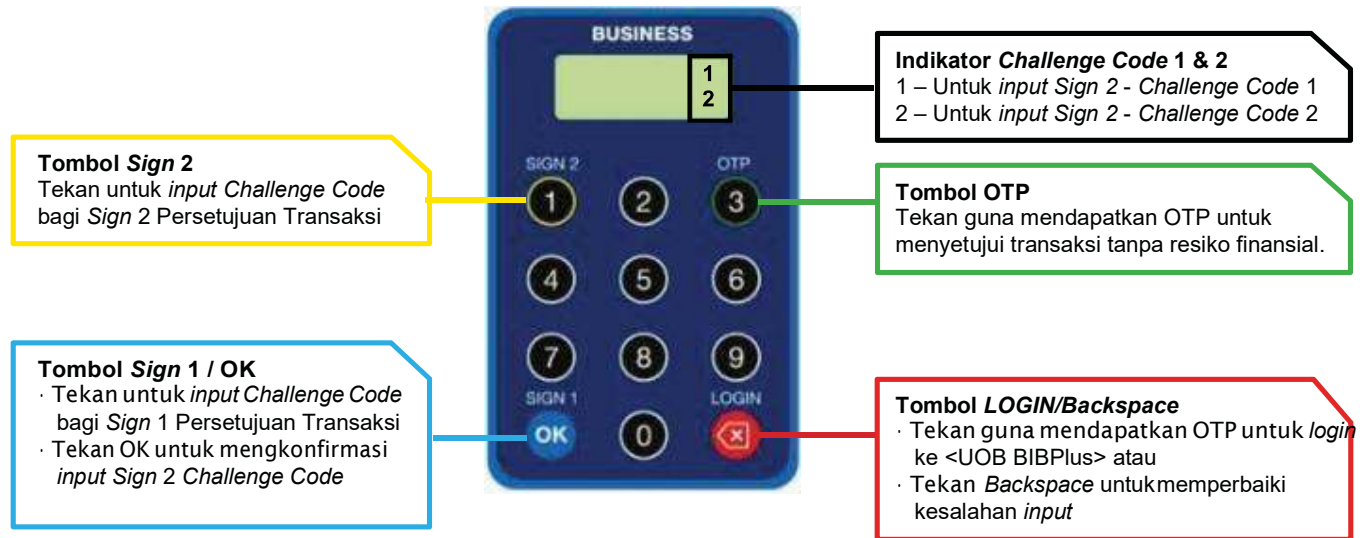 BUSINESS
1
2
Indikator Challenge Code 1 & 2
1 – Untuk input Sign 2 - Challenge Code 1
2 – Untuk input Sign 2 - Challenge Code 2
Tombol Sign 2
Tekan untuk input Challenge Code
bagi Sign 2 Persetujuan Transaksi
SIGN 2 OTP
1 2 3
Tombol OTP
Tekan guna mendapatkan OTP untuk
menyetujui transaksi tanpa resiko finansial.
4 5 6
7 8 9
Tombol Sign 1 / OK
· Tekan untuk input Challenge Code
bagi Sign 1 Persetujuan Transaksi
· Tekan OK untuk mengkonfirmasi
input Sign 2 Challenge Code
SIGN 1 LOGIN
OK 0
Tombol LOGIN/Backspace
· Tekan guna mendapatkan OTP untuk login
ke <UOB BIBPlus> atau
· Tekan Backspace untukmemperbaiki
kesalahan input